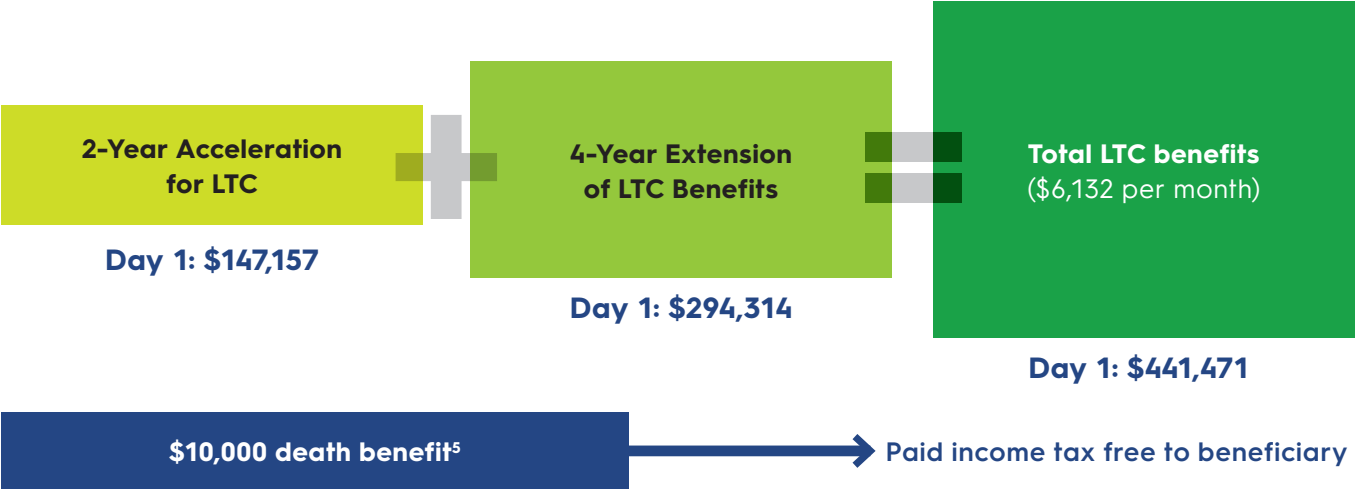 2-Year Acceleration
for LTC
Day 1: $147,157
4-Year Extension
of LTC Benefits
Day 1: $294,314
Total LTC benefits
($6,132 per month)
Day 1: $441,471
$10,000 death benefit⁵
Paid income tax free to beneficiary